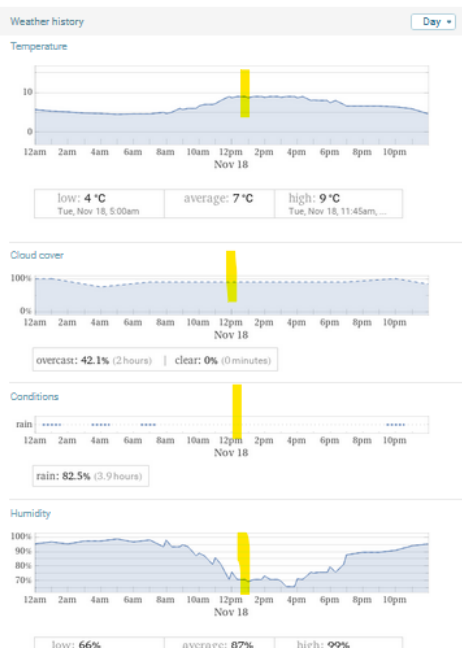 Weather history Day
Temperature
10
0
12am 2am 4am 6am 8am 10am 12pm 2pm 4pm 6pm 8pm 10pm
Nov 18
low: 4 °C average: 7 °C high: 9 °C
Tue, Nov 18, 5:00am Tue, Nov 18, 11:45am, ...
Cloud cover
100%
0%
12am 2am 4am 6am 8am 10am 12pm 2pm 4pm 6pm 8pm 10pm
Nov 18
overcast: 42.1% (2 hours) | clear: 0% (0 minutes)
Conditions
rain
12am 2am 4am 6am 8am 10am 12pm 2pm 4pm 6pm 8pm 10pm
Nov 18
rain: 82.5% (3.9 hours)
Humidity
100%
90%
80%
70%
12am 2am 4am 6am 8am 10am 12pm 2pm 4pm 6pm 8pm 10pm
Nov 18
low: 66% average: 87% high: 99%